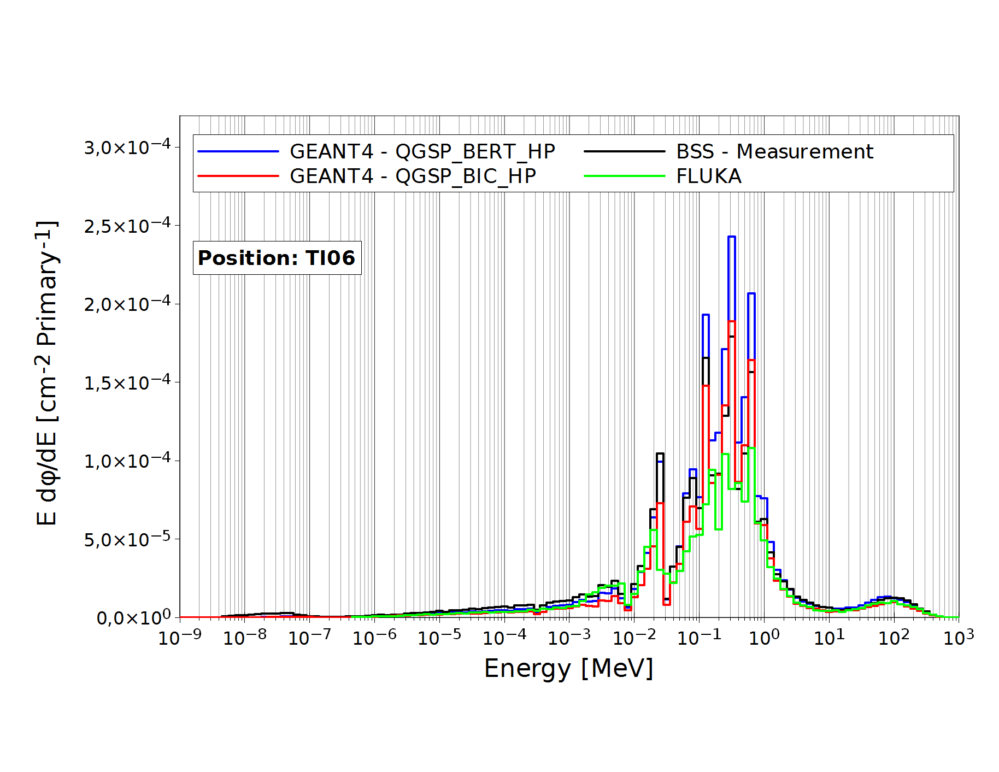 GEANT4 - QGSP_BERT_HP
GEANT4 - QGSP_BIC_HP
BSS - Measurement
FLUKA
Position: TI06
E dφ/dE [cm-2 Primary-1]
3,0×10⁻⁴
2,5×10⁻⁴
2,0×10⁻⁴
1,5×10⁻⁴
1,0×10⁻⁴
5,0×10⁻⁵
0,0×10⁰
10⁻⁹ 10⁻⁸ 10⁻⁷ 10⁻⁶ 10⁻⁵ 10⁻⁴ 10⁻³ 10⁻² 10⁻¹ 10⁰ 10¹ 10² 10³
Energy [MeV]